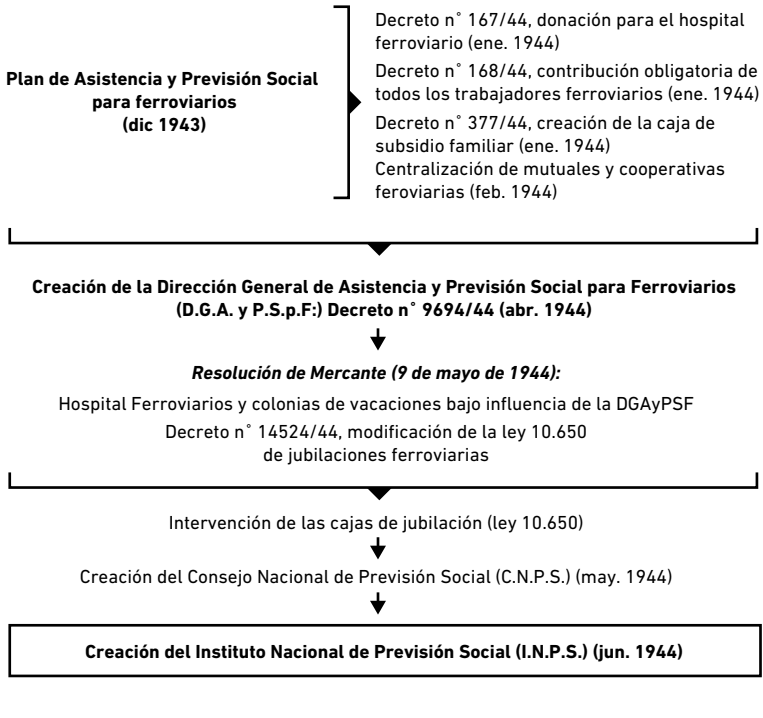 Plan de Asistencia y Previsión Social
para ferroviarios
(dic 1943)
Decreto n° 167/44, donación para el hospital
ferroviario (ene. 1944)
Decreto n° 168/44, contribución obligatoria de
todos los trabajadores ferroviarios (ene. 1944)
Decreto n° 377/44, creación de la caja de
subsidio familiar (ene. 1944)
Centralización de mutuales y cooperativas
feroviarias (feb. 1944)
Creación de la Dirección General de Asistencia y Previsión Social para Ferroviarios
(D.G.A. y P.S.p.F:) Decreto n° 9694/44 (abr. 1944)
Resolución de Mercante (9 de mayo de 1944):
Hospital Ferroviarios y colonias de vacaciones bajo influencia de la DGAyPSF
Decreto n° 14524/44, modificación de la ley 10.650
de jubilaciones ferroviarias
Intervención de las cajas de jubilación (ley 10.650)
Creación del Consejo Nacional de Previsión Social (C.N.P.S.) (may. 1944)
Creación del Instituto Nacional de Previsión Social (I.N.P.S.) (jun. 1944)